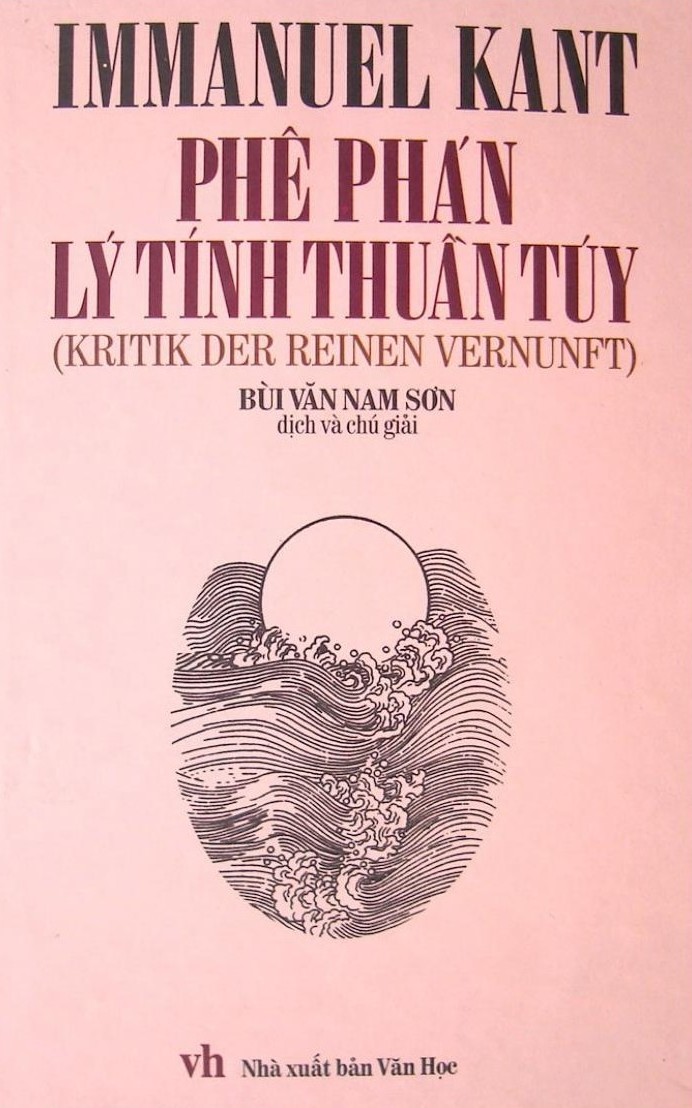 IMMANUEL KANT
PHÊ PHÁN
LÝ TÍNH THUẦN TÚY
(KRITIK DER REINEN VERNUNFT)
BÙI VĂN NAM SƠN
dịch và chú giải
vh Nhà xuất bản Văn Học